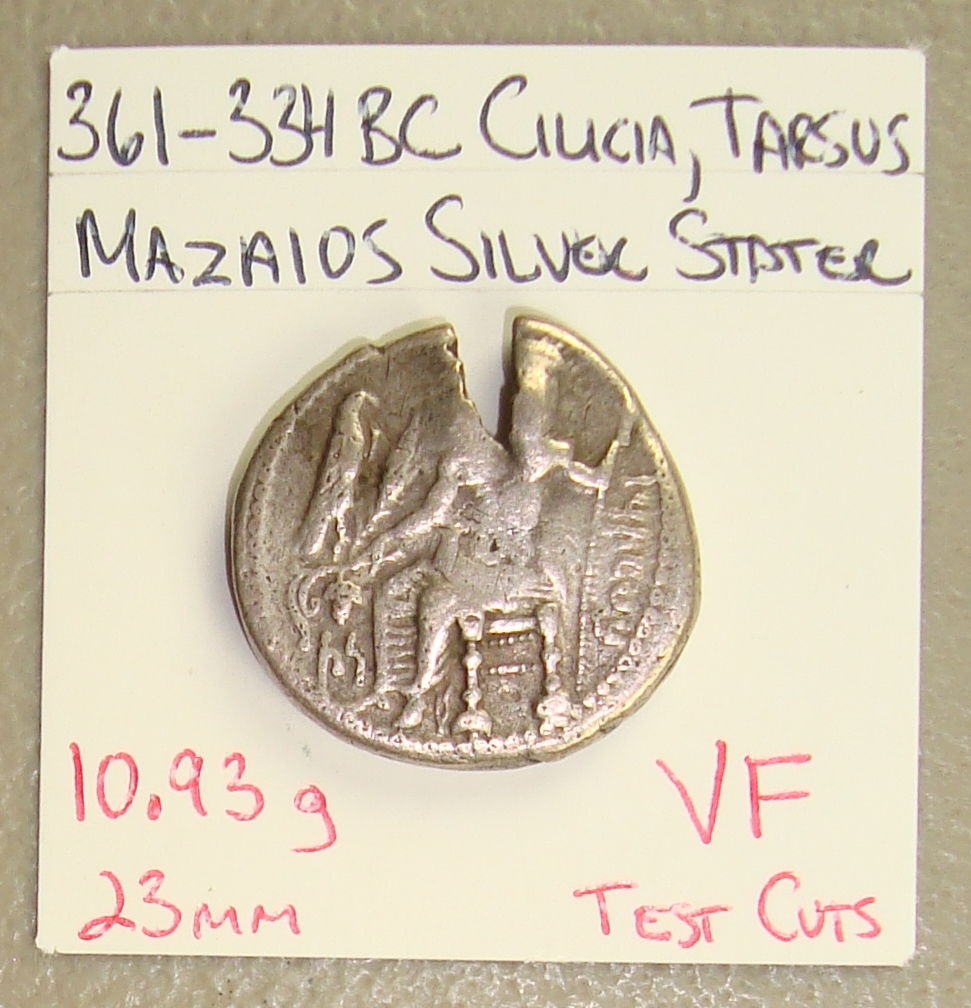 361-334 BC CILICIA, TARSUS
MAZAIOS SILVER STATER
10.93 g
VF
23MM
TEST CUTS